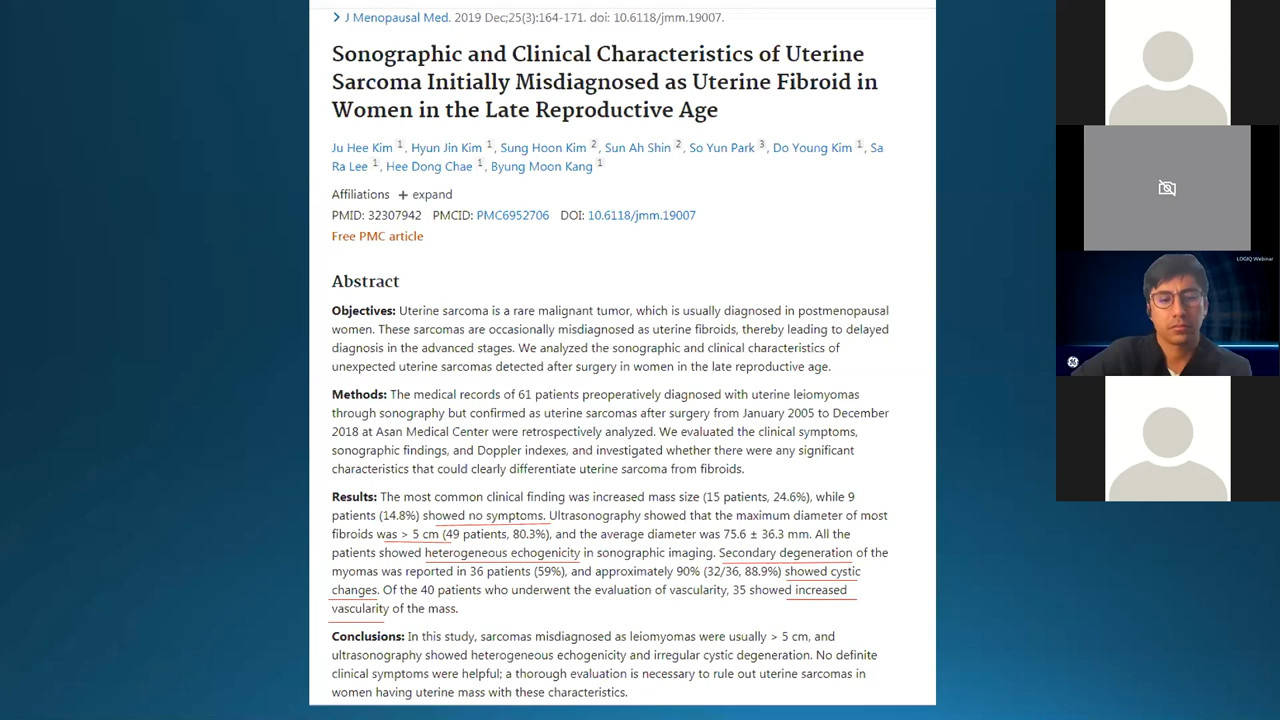 J Menopausal Med. 2019 Dec;25(3):164-171. doi: 10.6118/jmm.19007.
Sonographic and Clinical Characteristics of Uterine
Sarcoma Initially Misdiagnosed as Uterine Fibroid in
Women in the Late Reproductive Age
Ju Hee Kim 1, Hyun Jin Kim 1, Sung Hoon Kim 2, Sun Ah Shin 2, So Yun Park 3, Do Young Kim 1, Sa
Ra Lee 1, Hee Dong Chae 1, Byung Moon Kang 1
Affiliations + expand
PMID: 32307942 PMCID: PMC6952706 DOI: 10.6118/jmm.19007
Free PMC article
Abstract
Objectives: Uterine sarcoma is a rare malignant tumor, which is usually diagnosed in postmenopausal
women. These sarcomas are occasionally misdiagnosed as uterine fibroids, thereby leading to delayed
diagnosis in the advanced stages. We analyzed the sonographic and clinical characteristics of
unexpected uterine sarcomas detected after surgery in women in the late reproductive age.
Methods: The medical records of 61 patients preoperatively diagnosed with uterine leiomyomas
through sonography but confirmed as uterine sarcomas after surgery from January 2005 to December
2018 at Asan Medical Center were retrospectively analyzed. We evaluated the clinical symptoms,
sonographic findings, and Doppler indexes, and investigated whether there were any significant
characteristics that could clearly differentiate uterine sarcoma from fibroids.
Results: The most common clinical finding was increased mass size (15 patients, 24.6%), while 9
patients (14.8%) showed no symptoms. Ultrasonography showed that the maximum diameter of most
fibroids was > 5 cm (49 patients, 80.3%), and the average diameter was 75.6 ± 36.3 mm. All the
patients showed heterogeneous echogenicity in sonographic imaging. Secondary degeneration of the
myomas was reported in 36 patients (59%), and approximately 90% (32/36, 88.9%) showed cystic
changes. Of the 40 patients who underwent the evaluation of vascularity, 35 showed increased
vascularity of the mass.
Conclusions: In this study, sarcomas misdiagnosed as leiomyomas were usually > 5 cm, and
ultrasonography showed heterogeneous echogenicity and irregular cystic degeneration. No definite
clinical symptoms were helpful; a thorough evaluation is necessary to rule out uterine sarcomas in
women having uterine mass with these characteristics.
LOGIQ Webinar